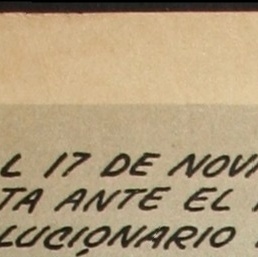 L 17 DE NOVI
TA ANTE EL
LUCIONARIO